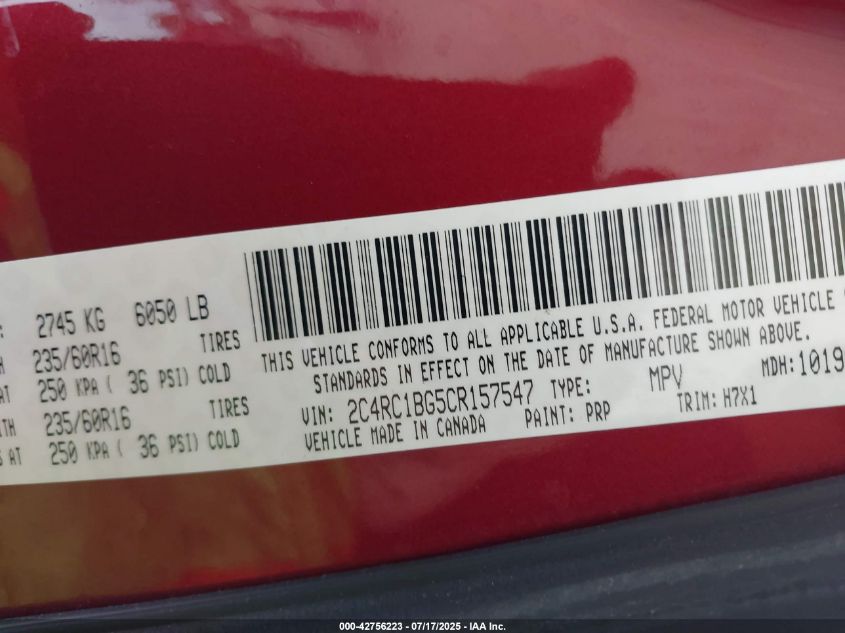 : 2745 KG 6050 LB
H 235/60R16 TIRES
AT 250 KPA ( 36 PSI) COLD
ITH 235/60R16 TIRES
S AT 250 KPA ( 36 PSI) COLD
THIS VEHICLE CONFORMS TO ALL APPLICABLE U.S.A. FEDERAL MOTOR VEHICLE
STANDARDS IN EFFECT ON THE DATE OF MANUFACTURE SHOWN ABOVE.
VIN: 2C4RC1BG5CR157547 TYPE: MPV MDH:1019
VEHICLE MADE IN CANADA PAINT: PRP TRIM: H7X1
000-42756223 - 07/17/2025 - IAA Inc.